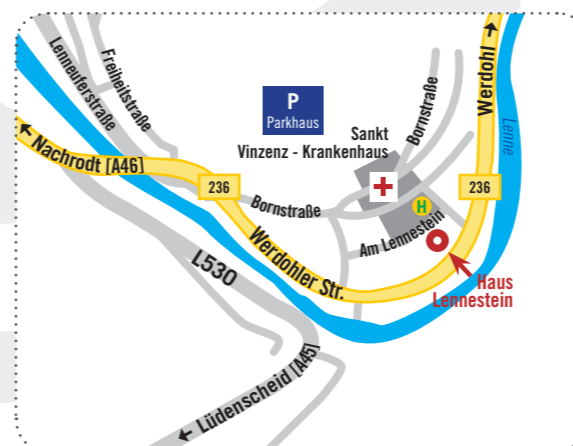 Lenneuferstraße
Freiheitstraße
← Nachrodt [A46]
P
Parkhaus
Sankt
Vinzenz - Krankenhaus
Bornstraße
Werdohl →
Lenne
236
Bornstraße
236
H
Am Lennestein
Werdohler Str.
L530
Haus
Lennestein
← Lüdenscheid [A45]